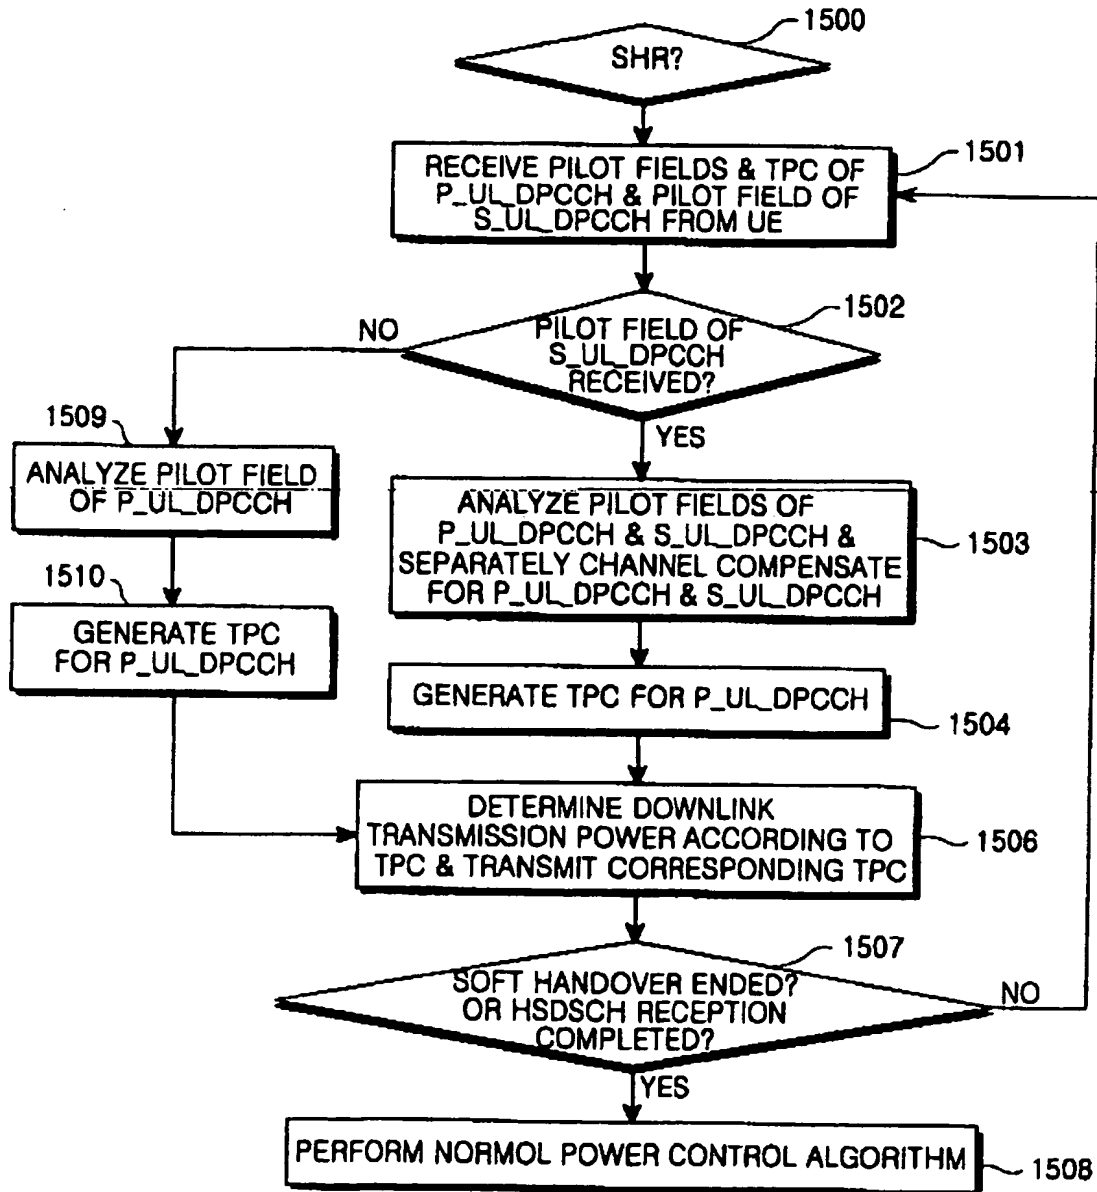 1500
SHR?
1501
RECEIVE PILOT FIELDS & TPC OF
P_UL_DPCCH & PILOT FIELD OF
S_UL_DPCCH FROM UE
1502
NO
PILOT FIELD OF
S_UL_DPCCH
RECEIVED?
YES
1509
ANALYZE PILOT FIELD
OF P_UL_DPCCH
ANALYZE PILOT FIELDS OF
P_UL_DPCCH & S_UL_DPCCH &
SEPARATELY CHANNEL COMPENSATE
FOR P_UL_DPCCH & S_UL_DPCCH
1503
1510
GENERATE TPC
FOR P_UL_DPCCH
GENERATE TPC FOR P_UL_DPCCH
1504
DETERMINE DOWNLINK
TRANSMISSION POWER ACCORDING TO
TPC & TRANSMIT CORRESPONDING TPC
1506
1507
SOFT HANDOVER ENDED?
OR HSDSCH RECEPTION
COMPLETED?
NO
YES
PERFORM NORMOL POWER CONTROL ALGORITHM
1508